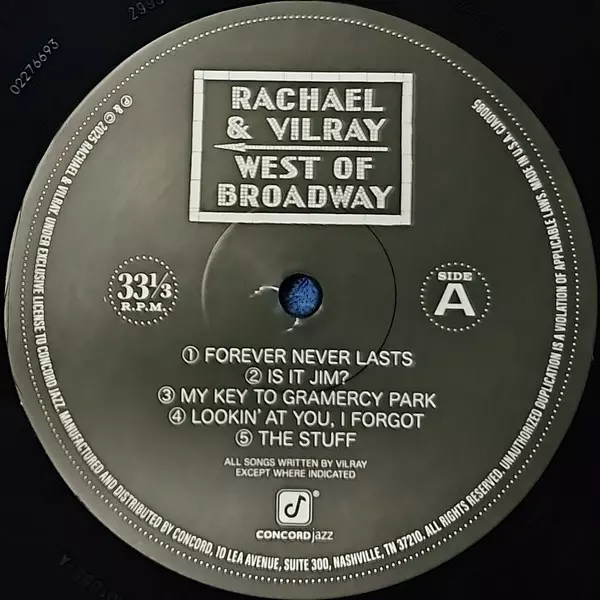 RACHAEL
& VILRAY
WEST OF
BROADWAY
33 1/3
R.P.M.
SIDE
A
① FOREVER NEVER LASTS
② IS IT JIM?
③ MY KEY TO GRAMERCY PARK
④ LOOKIN' AT YOU, I FORGOT
⑤ THE STUFF
ALL SONGS WRITTEN BY VILRAY
EXCEPT WHERE INDICATED
®
CONCORD jazz
℗ & © 2025 RACHAEL & VILRAY, UNDER EXCLUSIVE LICENSE TO CONCORD JAZZ. MANUFACTURED AND DISTRIBUTED BY CONCORD, 10 LEA AVENUE, SUITE 300, NASHVILLE, TN 37210. ALL RIGHTS RESERVED. UNAUTHORIZED DUPLICATION IS A VIOLATION OF APPLICABLE LAWS. MADE IN U.S.A. CJA01085
02276693